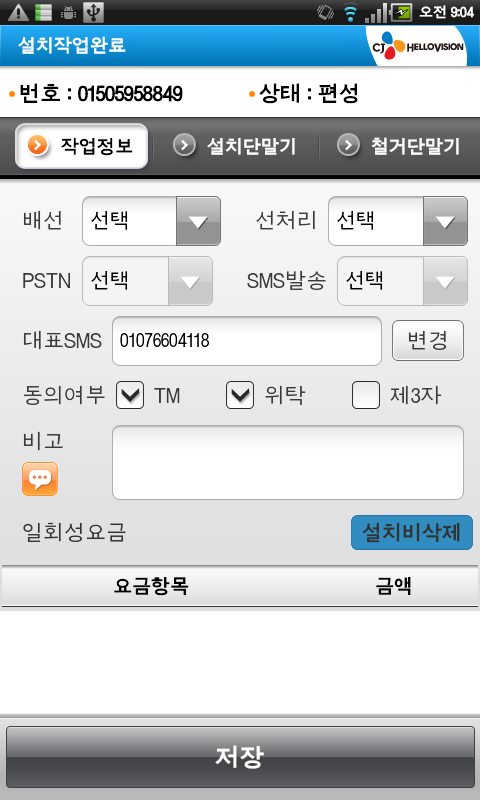 오전 9:04
설치작업완료
CJ HELLOVISION
번호 : 01505958849 상태 : 편성
작업정보 설치단말기 철거단말기
배선 선택 선처리 선택
PSTN 선택 SMS발송 선택
대표SMS 01076604118 변경
동의여부 TM 위탁 제3자
비고
일회성요금 설치비삭제
요금항목 금액
저장